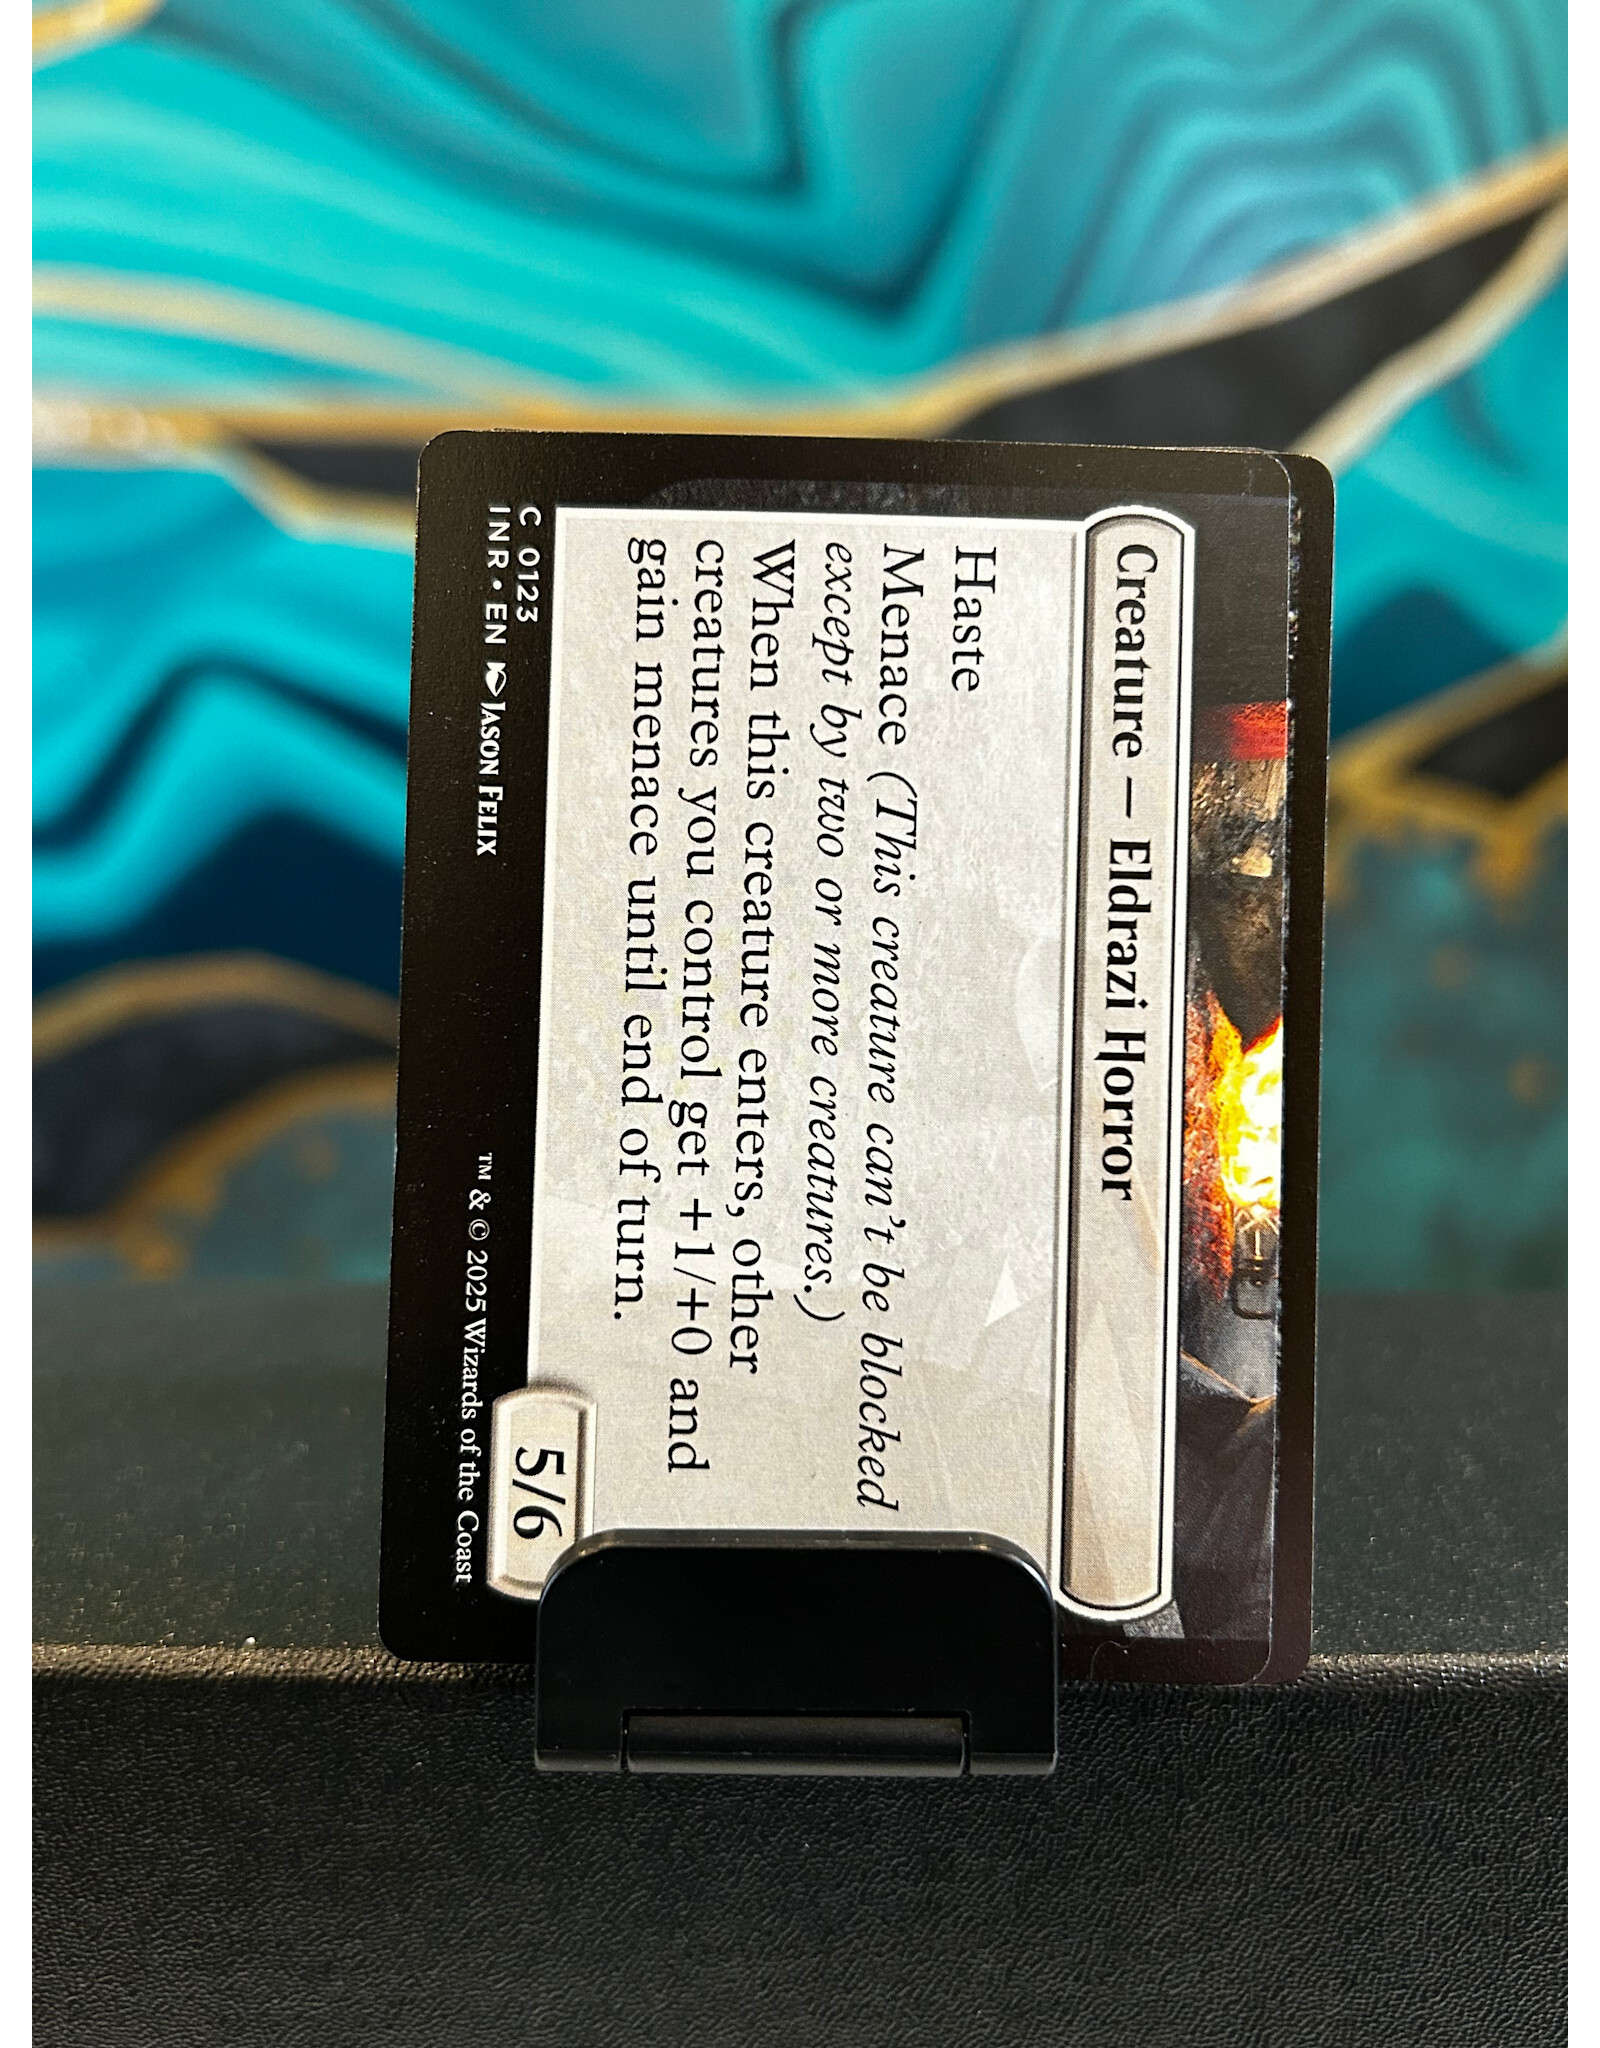 Creature — Eldrazi Horror
Haste
Menace (This creature can't be blocked
except by two or more creatures.)
When this creature enters, other
creatures you control get +1/+0 and
gain menace until end of turn.
5/6
C 0123
INR • EN JASON FELIX
™ & © 2025 Wizards of the Coast